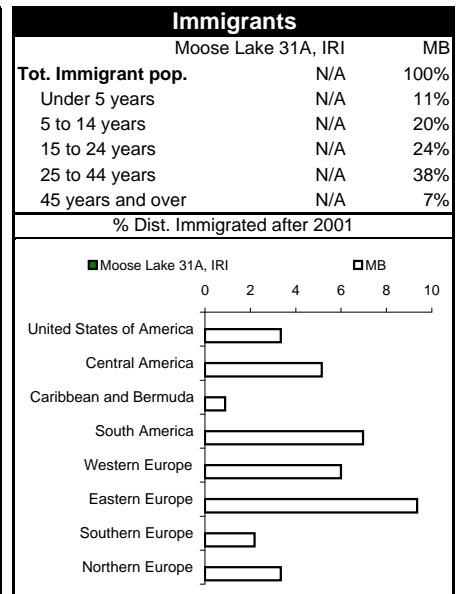 Immigrants
Moose Lake 31A, IRI MB
Tot. Immigrant pop. N/A 100%
Under 5 years N/A 11%
5 to 14 years N/A 20%
15 to 24 years N/A 24%
25 to 44 years N/A 38%
45 years and over N/A 7%
% Dist. Immigrated after 2001
Moose Lake 31A, IRI MB
0 2 4 6 8 10
United States of America
Central America
Caribbean and Bermuda
South America
Western Europe
Eastern Europe
Southern Europe
Northern Europe